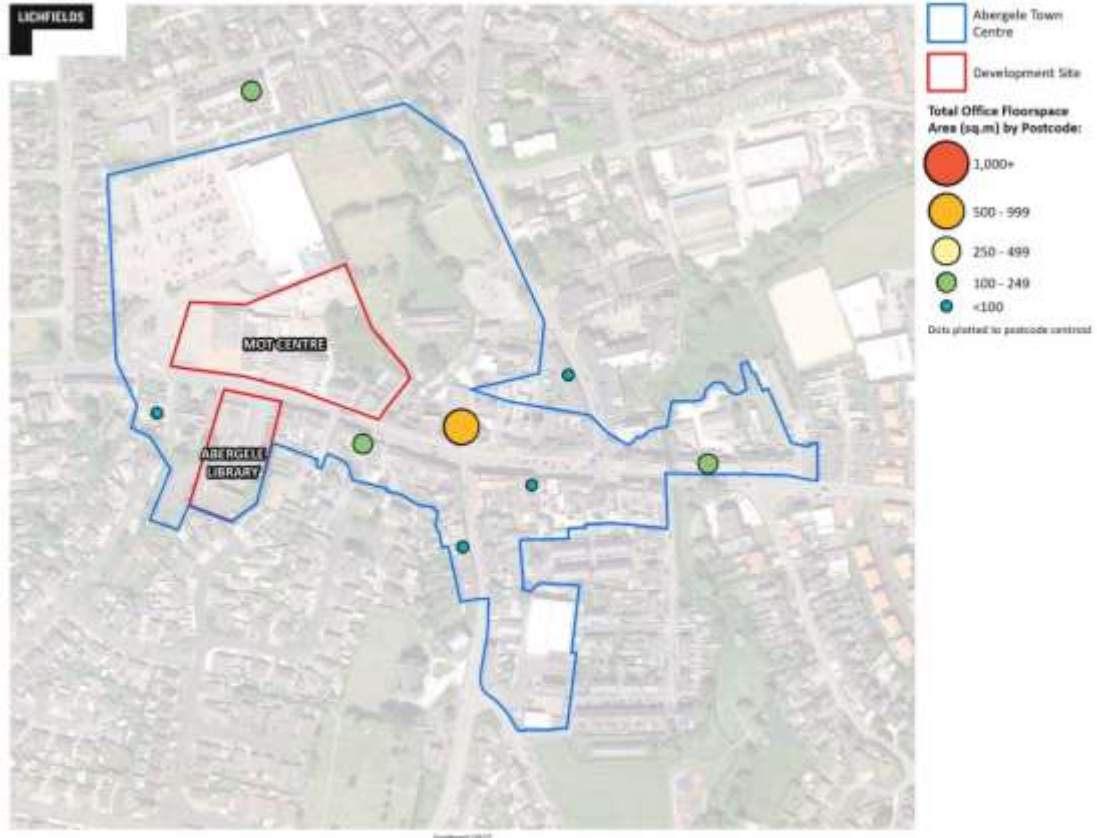 LICHFIELDS
Abergele Town
Centre
Development Site
Total Office Floorspace
Area (sq.m) by Postcode:
1,000+
500 - 999
250 - 499
100 - 249
<100
Dots plotted to postcode centroid
MOT CENTRE
ABERGELE
LIBRARY